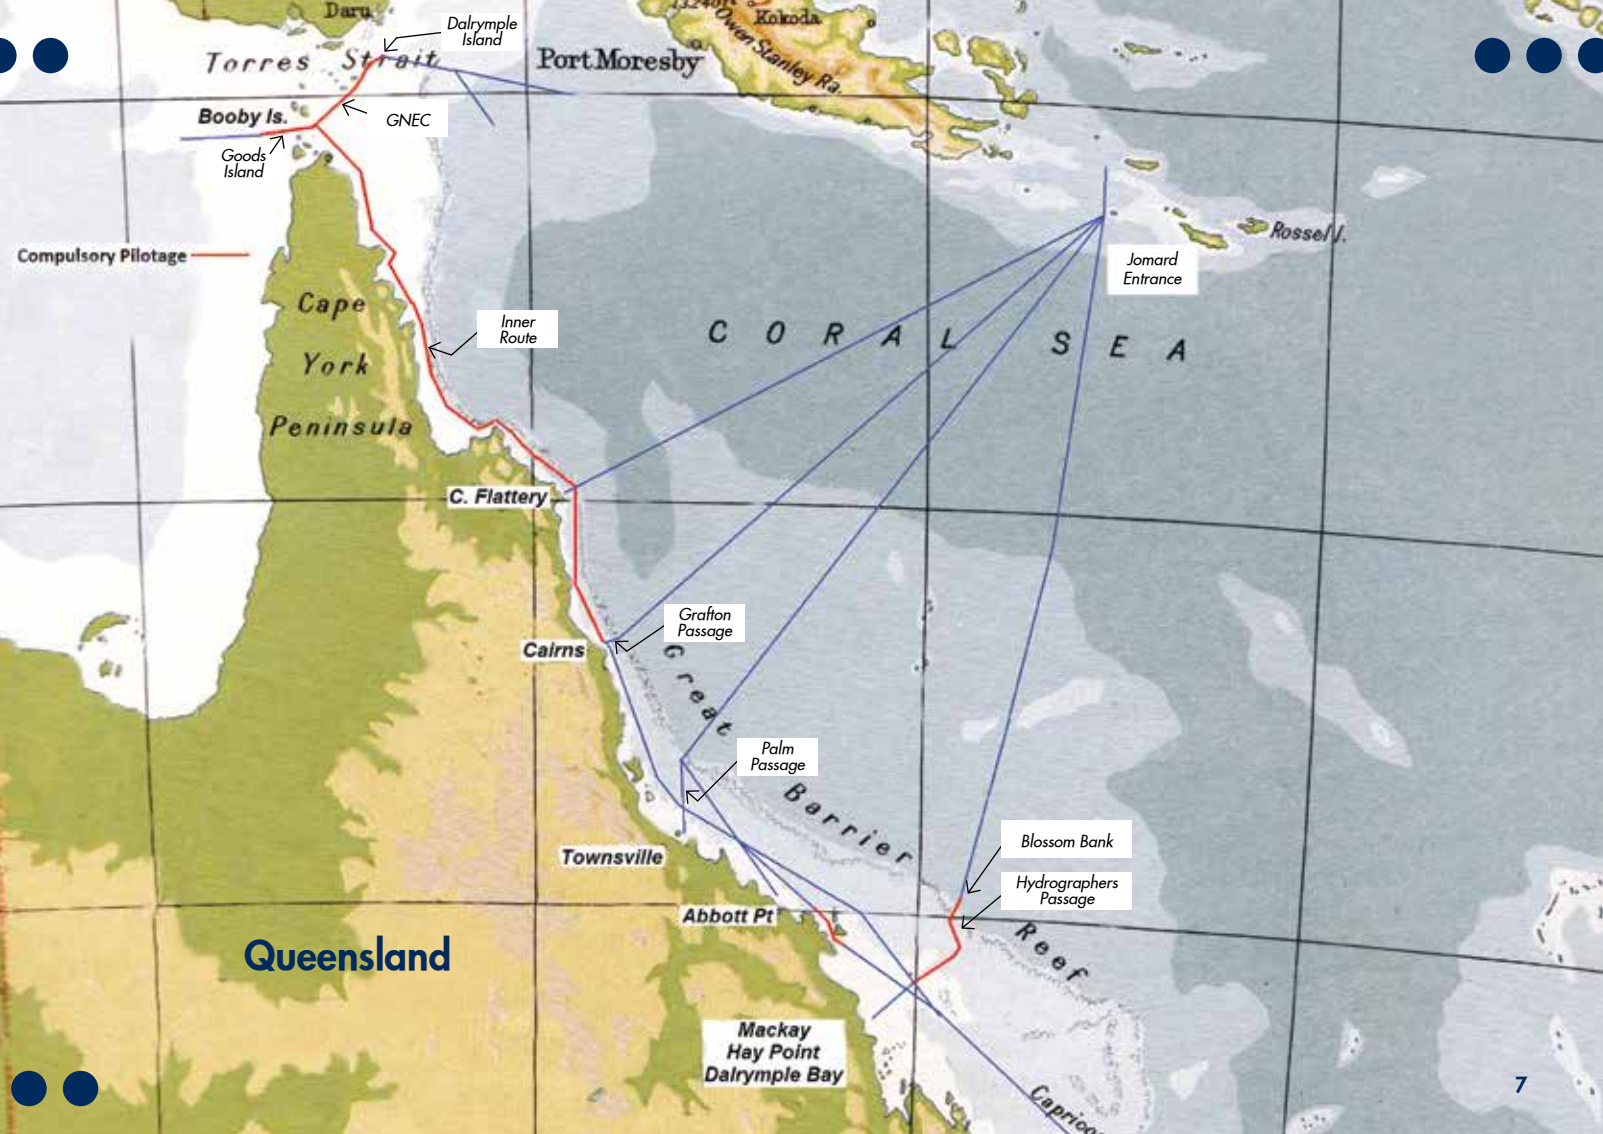 Daru
Dalrymple
Island
Kokoda
Owen Stanley Ra.
Torres Strait
Port Moresby
Booby Is.
GNEC
Goods
Island
Rossel I.
Compulsory Pilotage
Jomard
Entrance
Cape
York
Peninsula
Inner
Route
CORAL SEA
C. Flattery
Grafton
Passage
Cairns
Great
Barrier
Reef
Palm
Passage
Blossom Bank
Townsville
Hydrographers
Passage
Abbott Pt
Queensland
Mackay
Hay Point
Dalrymple Bay
7